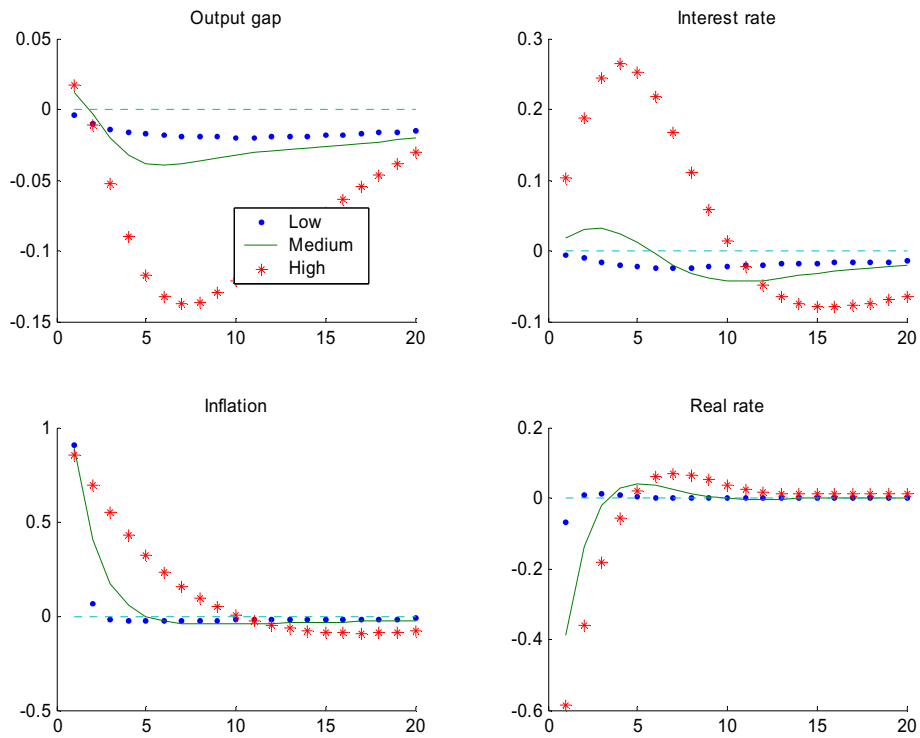 Output gap
0.05
0
-0.05
-0.1
-0.15
0 5 10 15 20
Low
Medium
High
Interest rate
0.3
0.2
0.1
0
-0.1
0 5 10 15 20
Inflation
1
0.5
0
-0.5
0 5 10 15 20
Real rate
0.2
0
-0.2
-0.4
-0.6
0 5 10 15 20